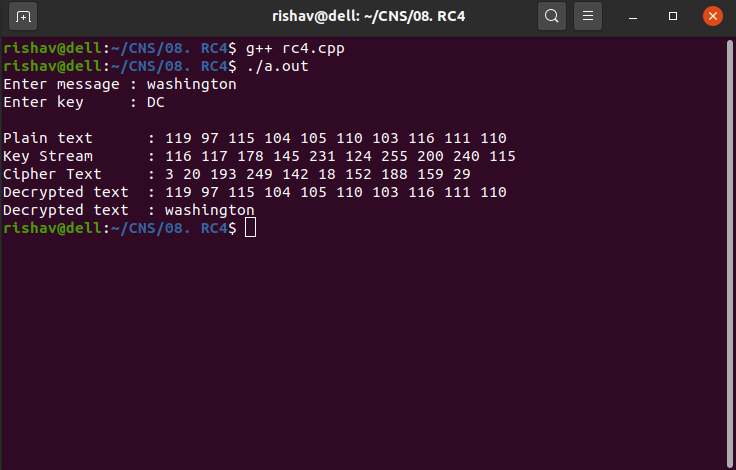 rishav@dell: ~/CNS/08. RC4
rishav@dell:~/CNS/08. RC4$ g++ rc4.cpp
rishav@dell:~/CNS/08. RC4$ ./a.out
Enter message : washington
Enter key     : DC

Plain text      : 119 97 115 104 105 110 103 116 111 110
Key Stream      : 116 117 178 145 231 124 255 200 240 115
Cipher Text     : 3 20 193 249 142 18 152 188 159 29
Decrypted text  : 119 97 115 104 105 110 103 116 111 110
Decrypted text  : washington
rishav@dell:~/CNS/08. RC4$